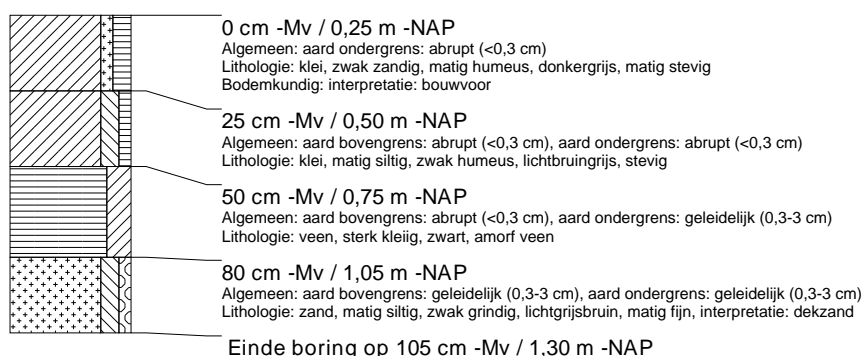 0 cm -Mv / 0,25 m -NAP
Algemeen: aard ondergrens: abrupt (<0,3 cm)
Lithologie: klei, zwak zandig, matig humeus, donkergrijs, matig stevig
Bodemkundig: interpretatie: bouwvoor
25 cm -Mv / 0,50 m -NAP
Algemeen: aard bovengrens: abrupt (<0,3 cm), aard ondergrens: abrupt (<0,3 cm)
Lithologie: klei, matig siltig, zwak humeus, lichtbruingrijs, stevig
50 cm -Mv / 0,75 m -NAP
Algemeen: aard bovengrens: abrupt (<0,3 cm), aard ondergrens: geleidelijk (0,3-3 cm)
Lithologie: veen, sterk kleiig, zwart, amorf veen
80 cm -Mv / 1,05 m -NAP
Algemeen: aard bovengrens: geleidelijk (0,3-3 cm), aard ondergrens: geleidelijk (0,3-3 cm)
Lithologie: zand, matig siltig, zwak grindig, lichtgrijsbruin, matig fijn, interpretatie: dekzand
Einde boring op 105 cm -Mv / 1,30 m -NAP